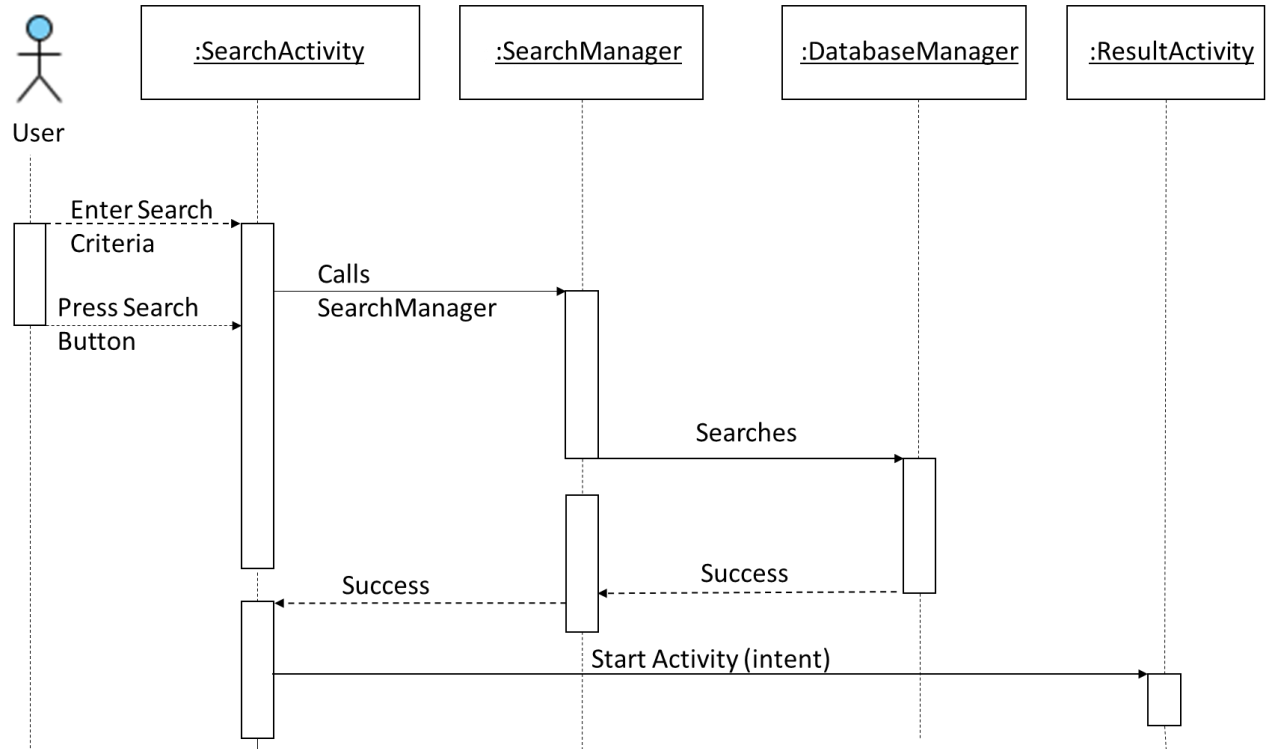 :SearchActivity
:SearchManager
:DatabaseManager
:ResultActivity
User
Enter Search
Criteria
Calls
SearchManager
Press Search
Button
Searches
Success
Success
Start Activity (intent)